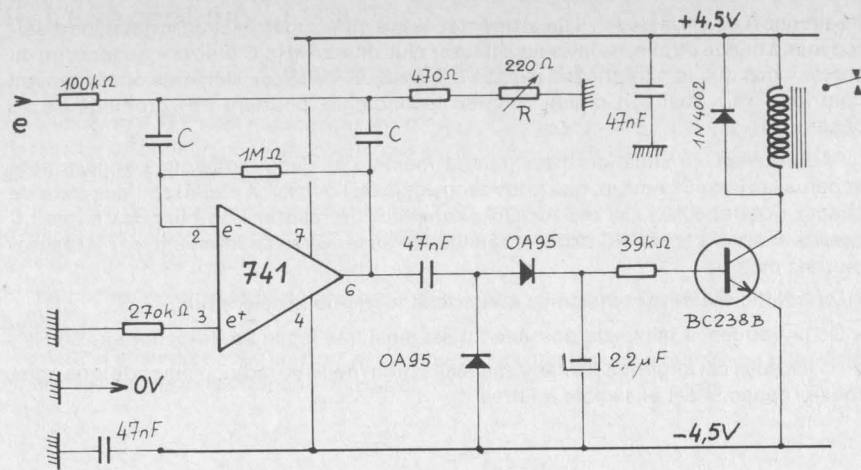 +4,5V
100kΩ
e
C
1MΩ
C
470Ω
220Ω
R
47nF
1N4002
2
e-
7
741
6
3
e+
4
270kΩ
47nF
OA95
39kΩ
BC238B
OA95
2,2µF
0V
47nF
-4,5V